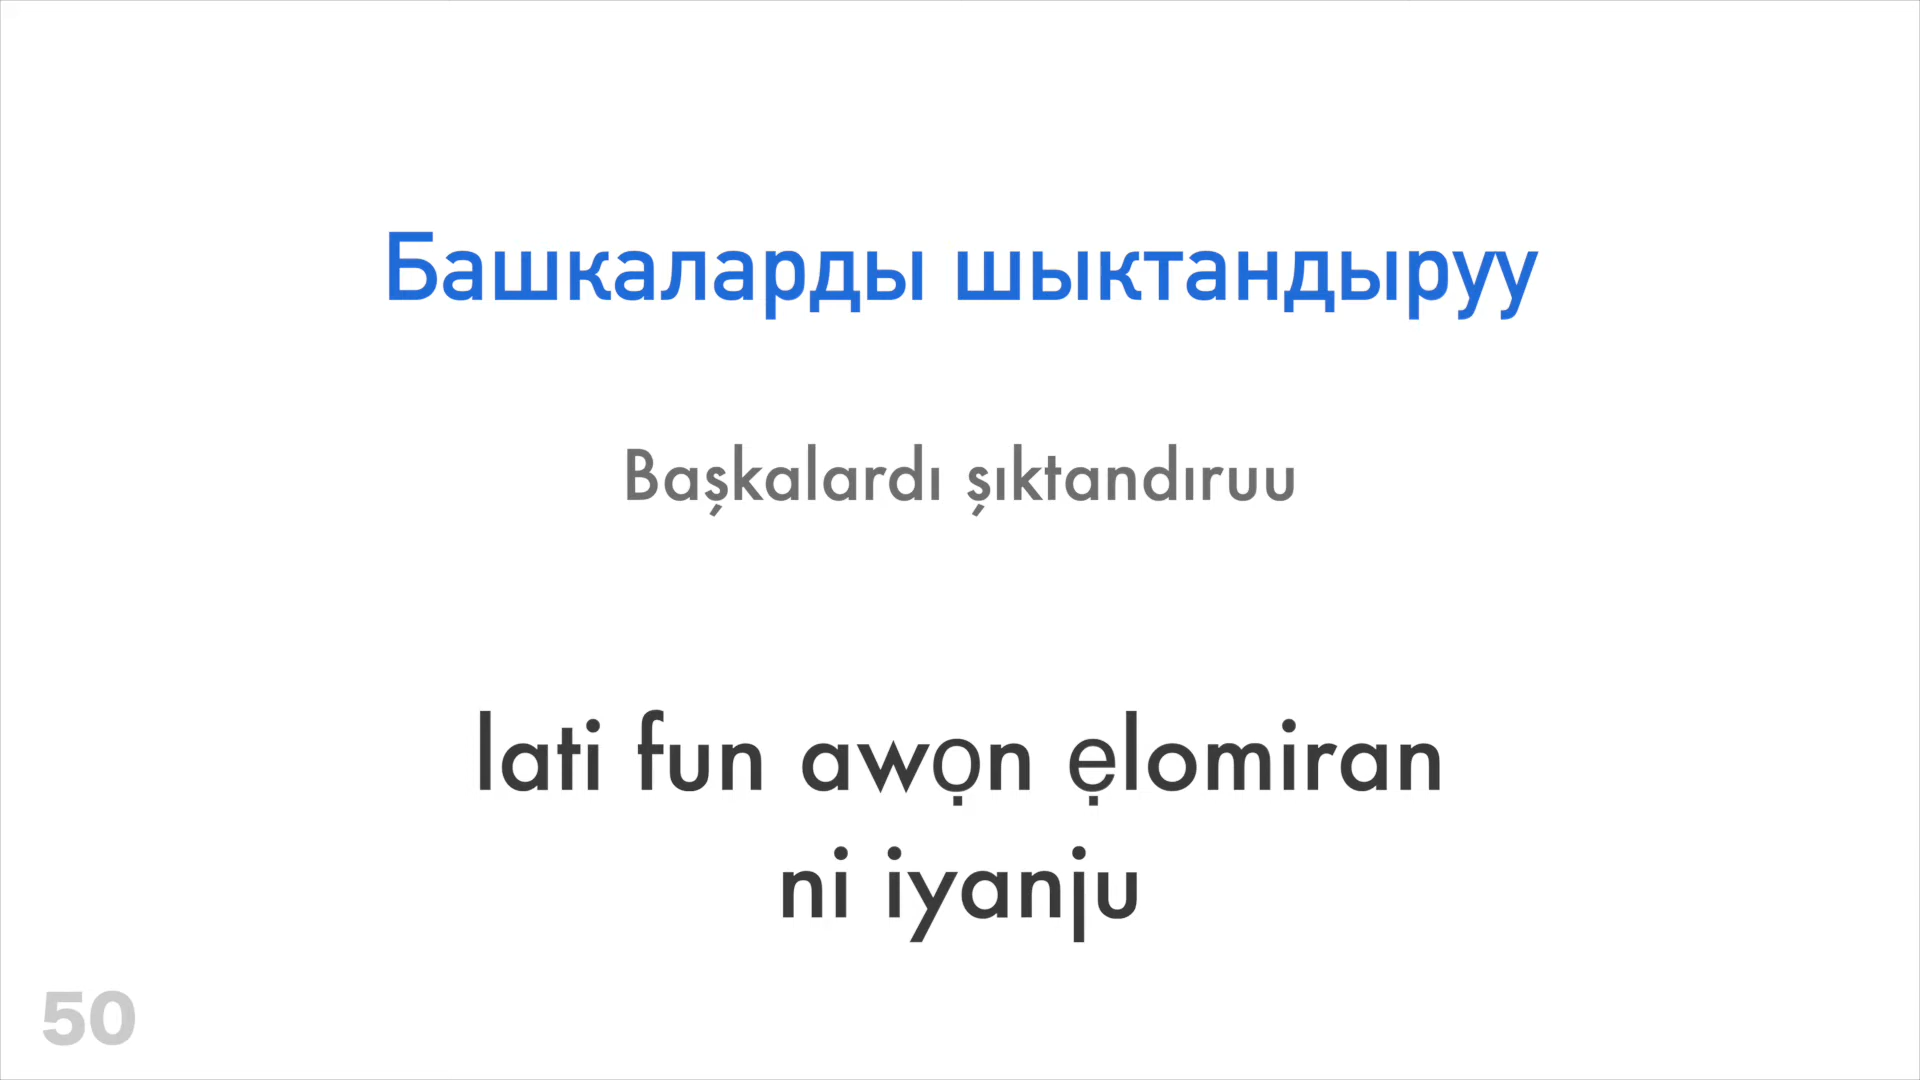 Башкаларды шыктандыруу
Başkalardı şıktandıruu
lati fun awọn ẹlomiran
ni iyanju
50